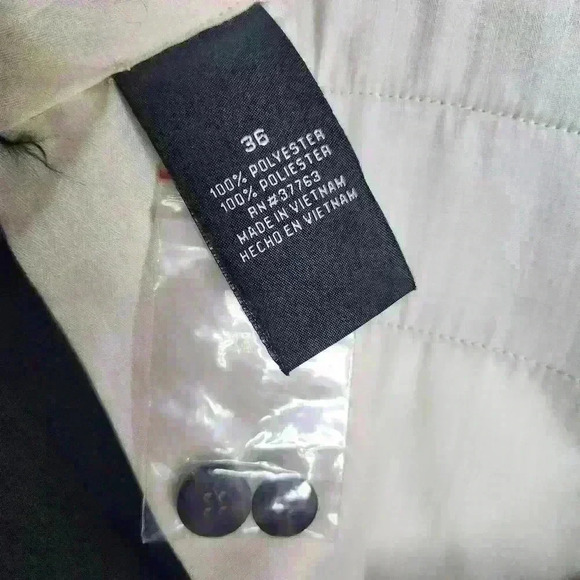 36
100% POLYESTER
100% POLIESTER
RN#37763
MADE IN VIETNAM
HECHO EN VIETNAM